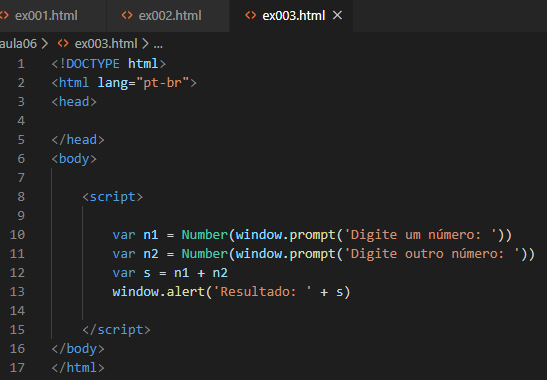 ex001.html ex002.html ex003.html
aula06 > ex003.html > ...
1 <!DOCTYPE html>
2 <html lang="pt-br">
3 <head>
4
5 </head>
6 <body>
7
8 <script>
9
10 var n1 = Number(window.prompt('Digite um número: '))
11 var n2 = Number(window.prompt('Digite outro número: '))
12 var s = n1 + n2
13 window.alert('Resultado: ' + s)
14
15 </script>
16 </body>
17 </html>